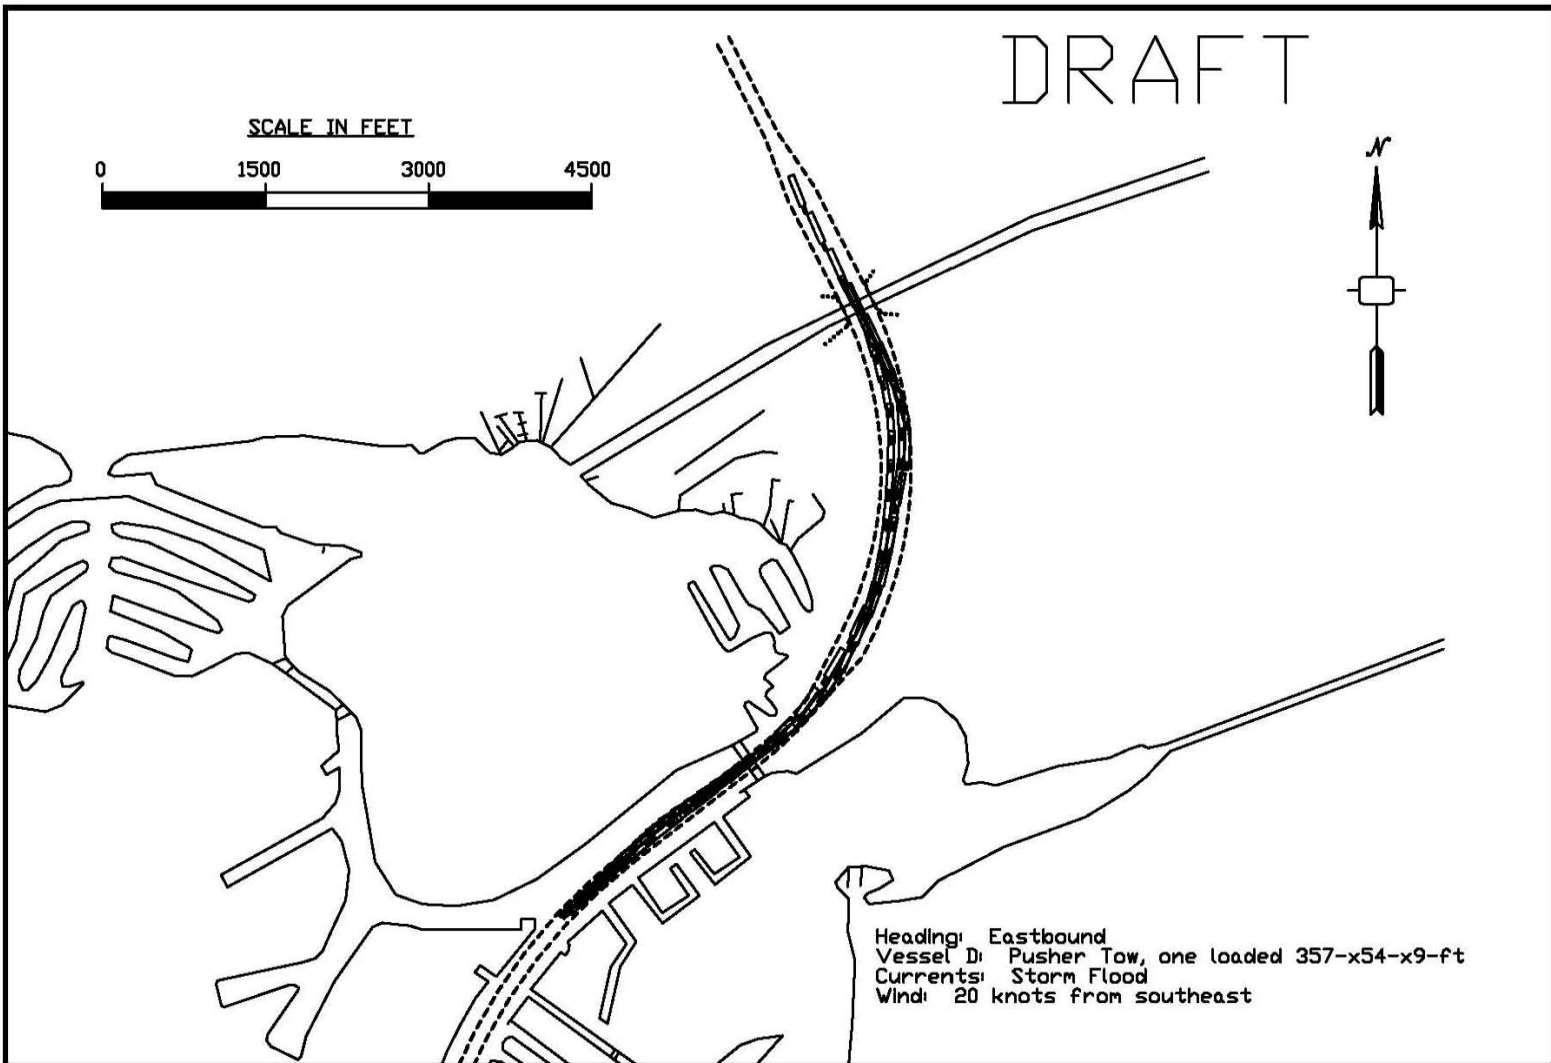 DRAFT
SCALE IN FEET
0 1500 3000 4500
N
Heading: Eastbound
Vessel D: Pusher Tow, one loaded 357-x54-x9-ft
Currents: Storm Flood
Wind: 20 knots from southeast